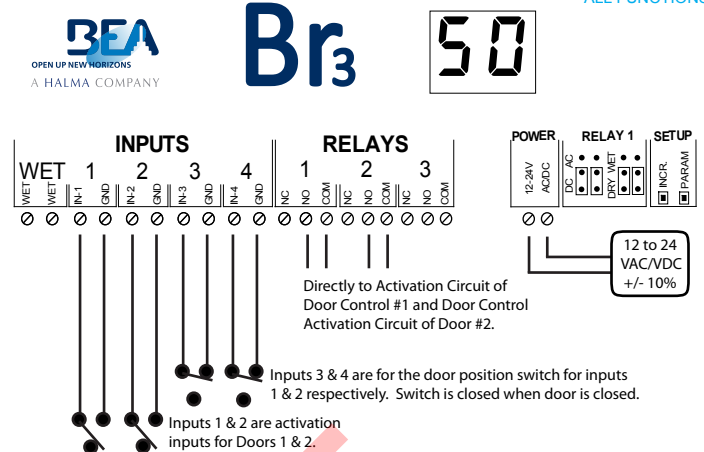 ALL FUNCTIONS
BEA
OPEN UP NEW HORIZONS
A HALMA COMPANY
Br3
50
INPUTS
RELAYS
WET 1 2 3 4 1 2 3
WET WET IN-1 GND IN-2 GND IN-3 GND IN-4 GND NC NO COM NC NO COM NC NO COM
POWER RELAY 1 SETUP
12-24V AC/DC
DC AC DRY WET
INCR. PARAM
12 to 24
VAC/VDC
+/- 10%
Directly to Activation Circuit of
Door Control #1 and Door Control
Activation Circuit of Door #2.
Inputs 3 & 4 are for the door position switch for inputs
1 & 2 respectively. Switch is closed when door is closed.
Inputs 1 & 2 are activation
inputs for Doors 1 & 2.